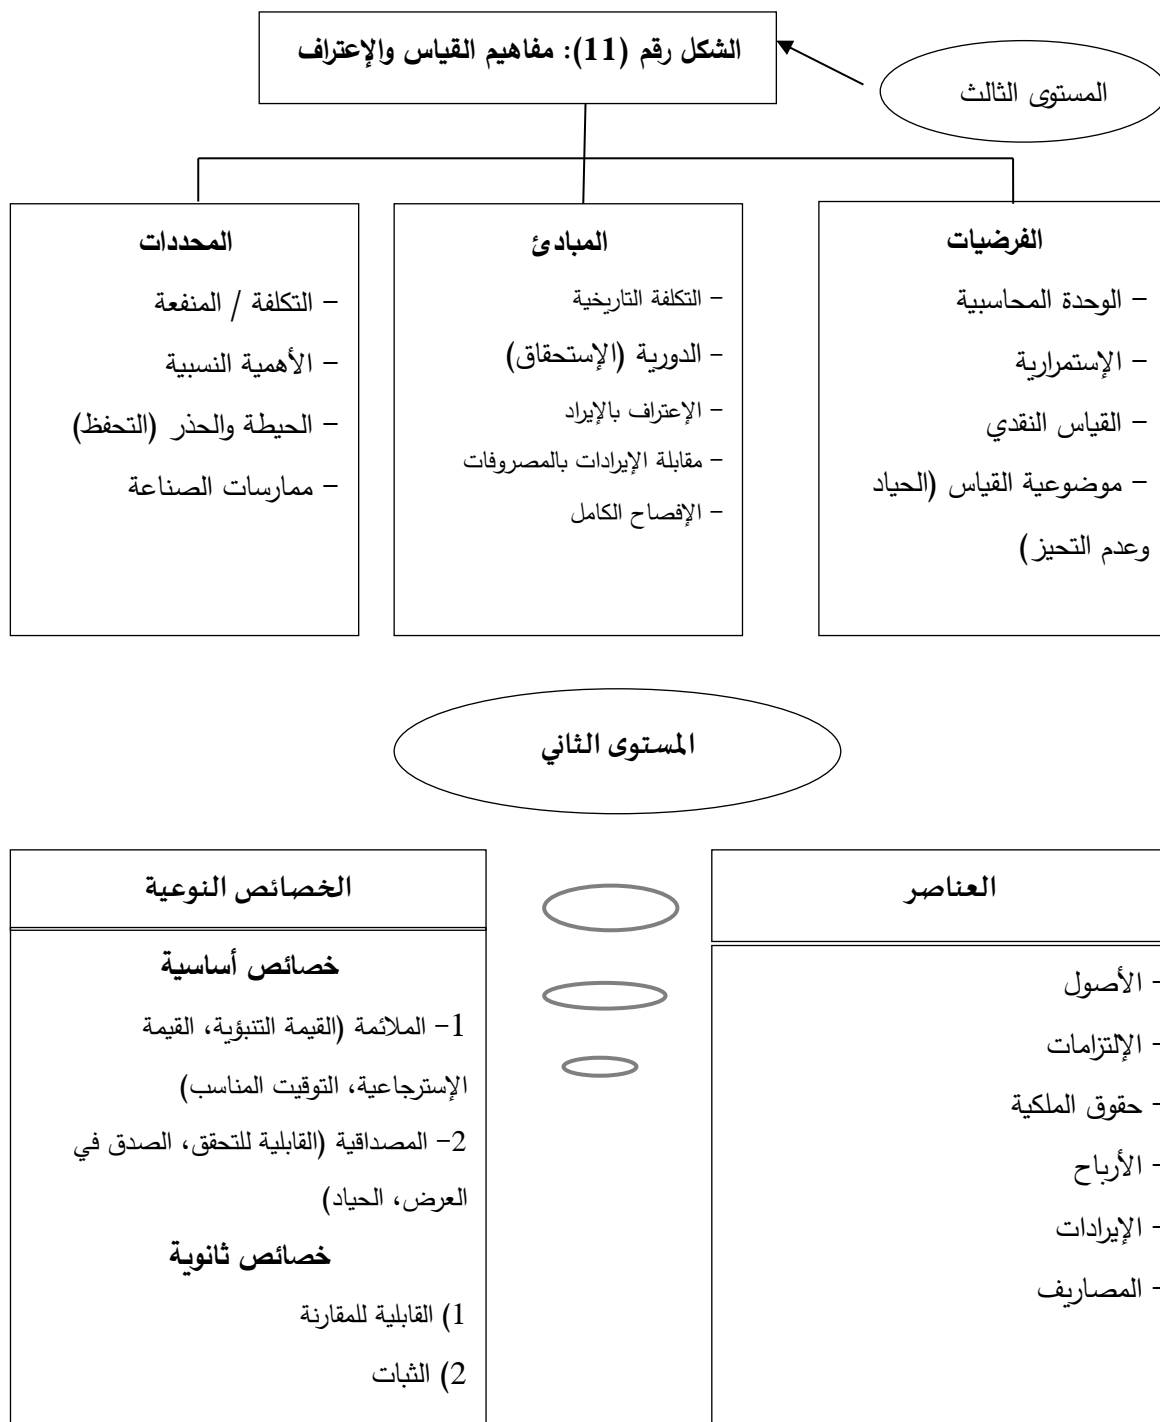 الشكل رقم (11): مفاهيم القياس والإعتراف
المستوى الثالث
الفرضيات
- الوحدة المحاسبية
- الإستمرارية
- القياس النقدي
- موضوعية القياس (الحياد
وعدم التحيز)
المبادئ
- التكلفة التاريخية
- الدورية (الإستحقاق)
- الإعتراف بالإيراد
- مقابلة الإيرادات بالمصروفات
- الإفصاح الكامل
المحددات
- التكلفة / المنفعة
- الأهمية النسبية
- الحيطة والحذر (التحفظ)
- ممارسات الصناعة
المستوى الثاني
العناصر
- الأصول
- الإلتزامات
- حقوق الملكية
- الأرباح
- الإيرادات
- المصاريف
الخصائص النوعية
خصائص أساسية
1- الملائمة (القيمة التنبؤية، القيمة
الإسترجاعية، التوقيت المناسب)
2- المصداقية (القابلية للتحقق، الصدق في
العرض، الحياد)
خصائص ثانوية
1) القابلية للمقارنة
2) الثبات